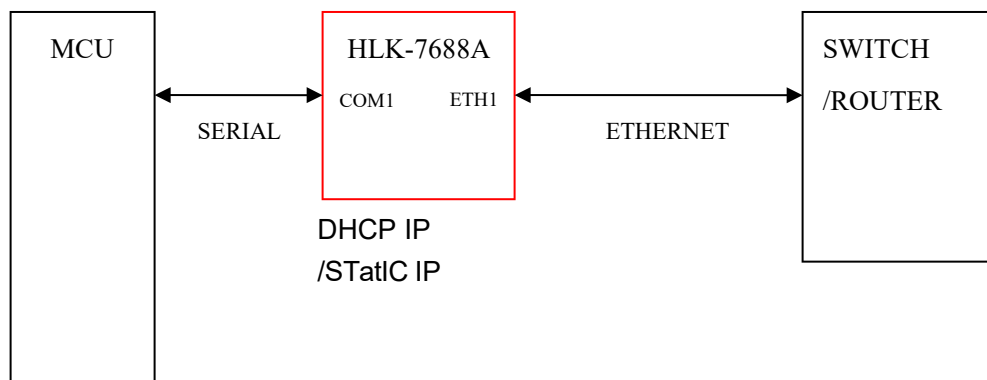 MCU
HLK-7688A
SWITCH
/ROUTER
COM1
ETH1
SERIAL
ETHERNET
DHCP IP
/STatIC IP